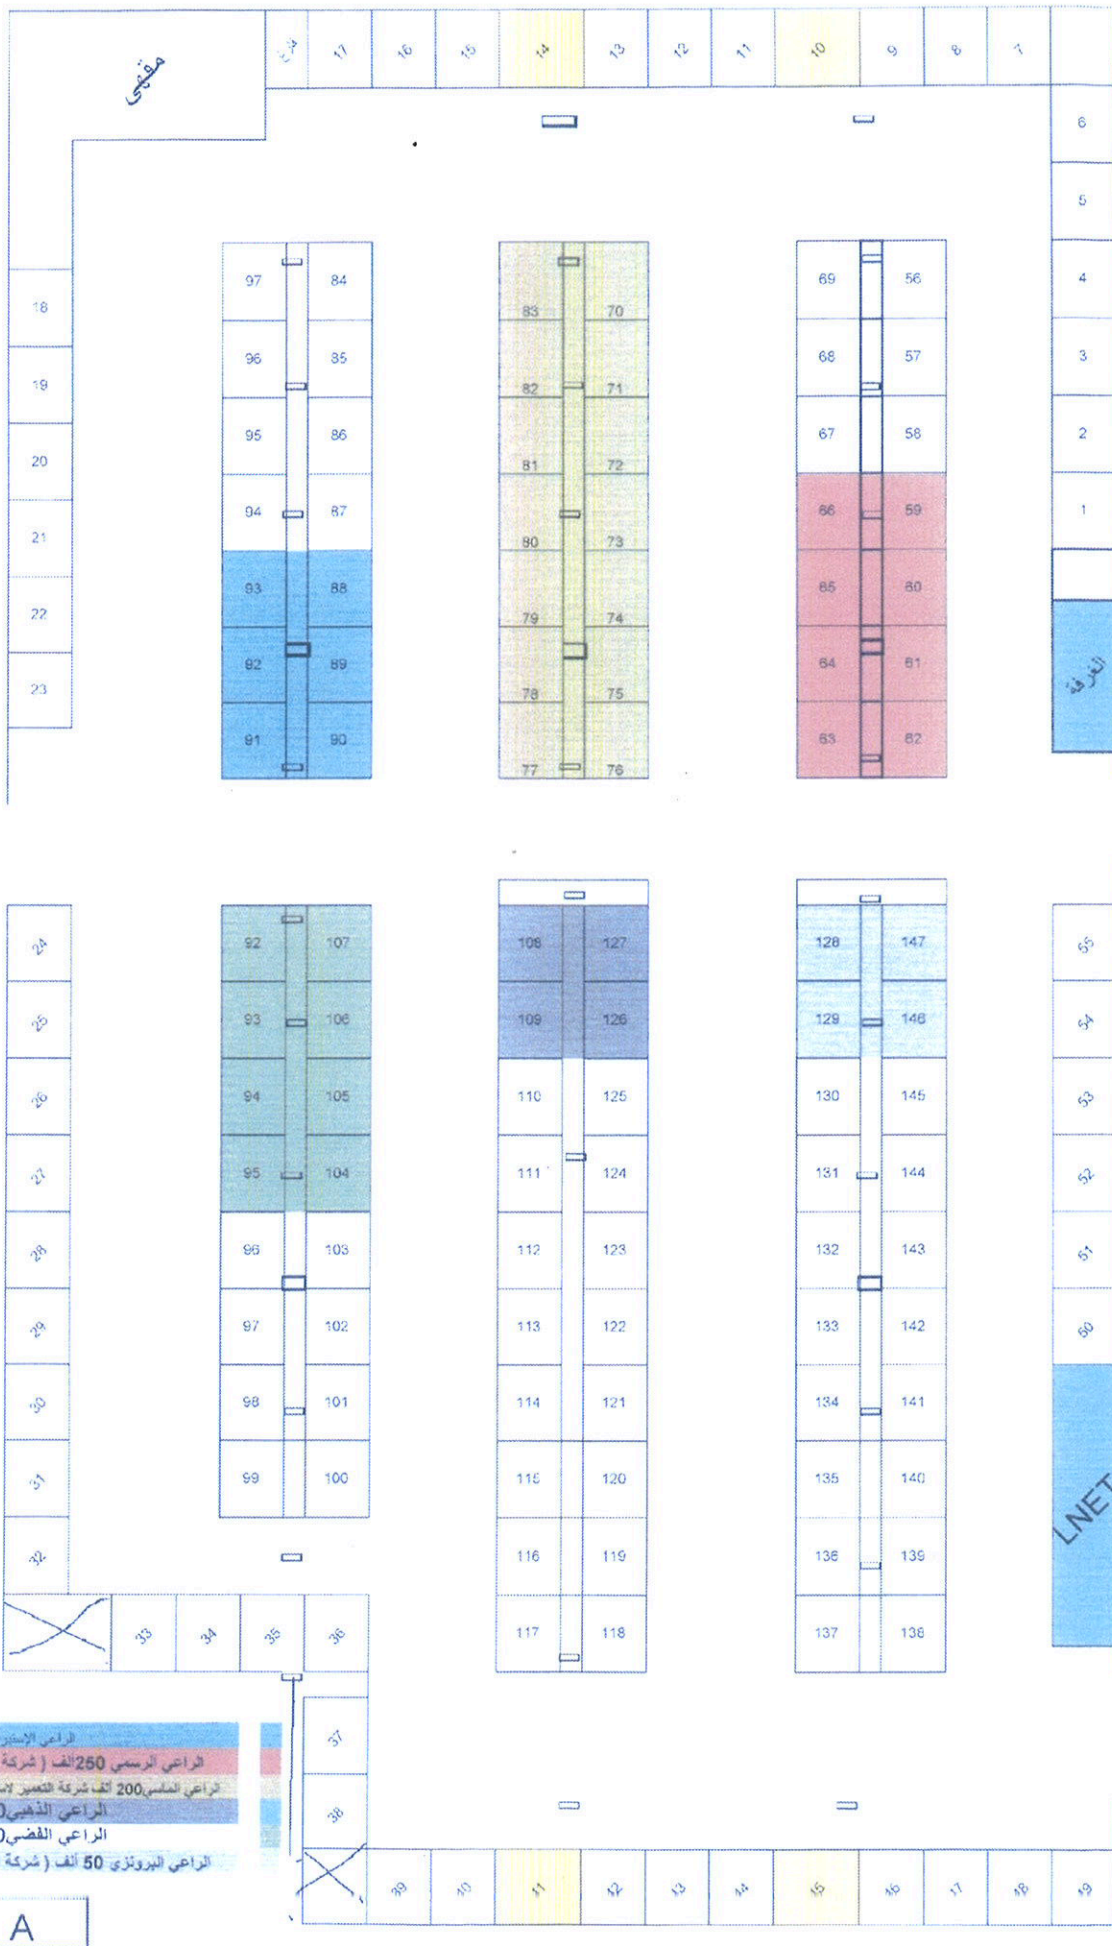 مقهى
17 16 15 14 13 12 11 10 9 8 7
6
5
97 84 83 70 69 56 4
18
96 85 82 71 68 57 3
19
95 86 81 72 67 58 2
20
94 87 80 73 66 59 1
21
93 88 79 74 65 60
22
92 89 78 75 64 61 الغرفة
23
91 90 77 76 63 62
24 92 107 108 127 128 147 55
25 93 106 109 126 129 146 54
26 94 105 110 125 130 145 53
27 95 104 111 124 131 144 52
28 96 103 112 123 132 143 51
29 97 102 113 122 133 142 50
30 98 101 114 121 134 141
31 99 100 115 120 135 140
LNET
32 116 119 136 139
33 34 35 36 117 118 137 138
37
الراعي الرسمي 250الف ( شركة
الراعي الماسي200 ألف شركة التعمير
الراعي الذهبي
38
الراعي الفضي
الراعي البرونزي 50 ألف ( شركة
39 40 41 42 43 44 45 46 47 48 49
A